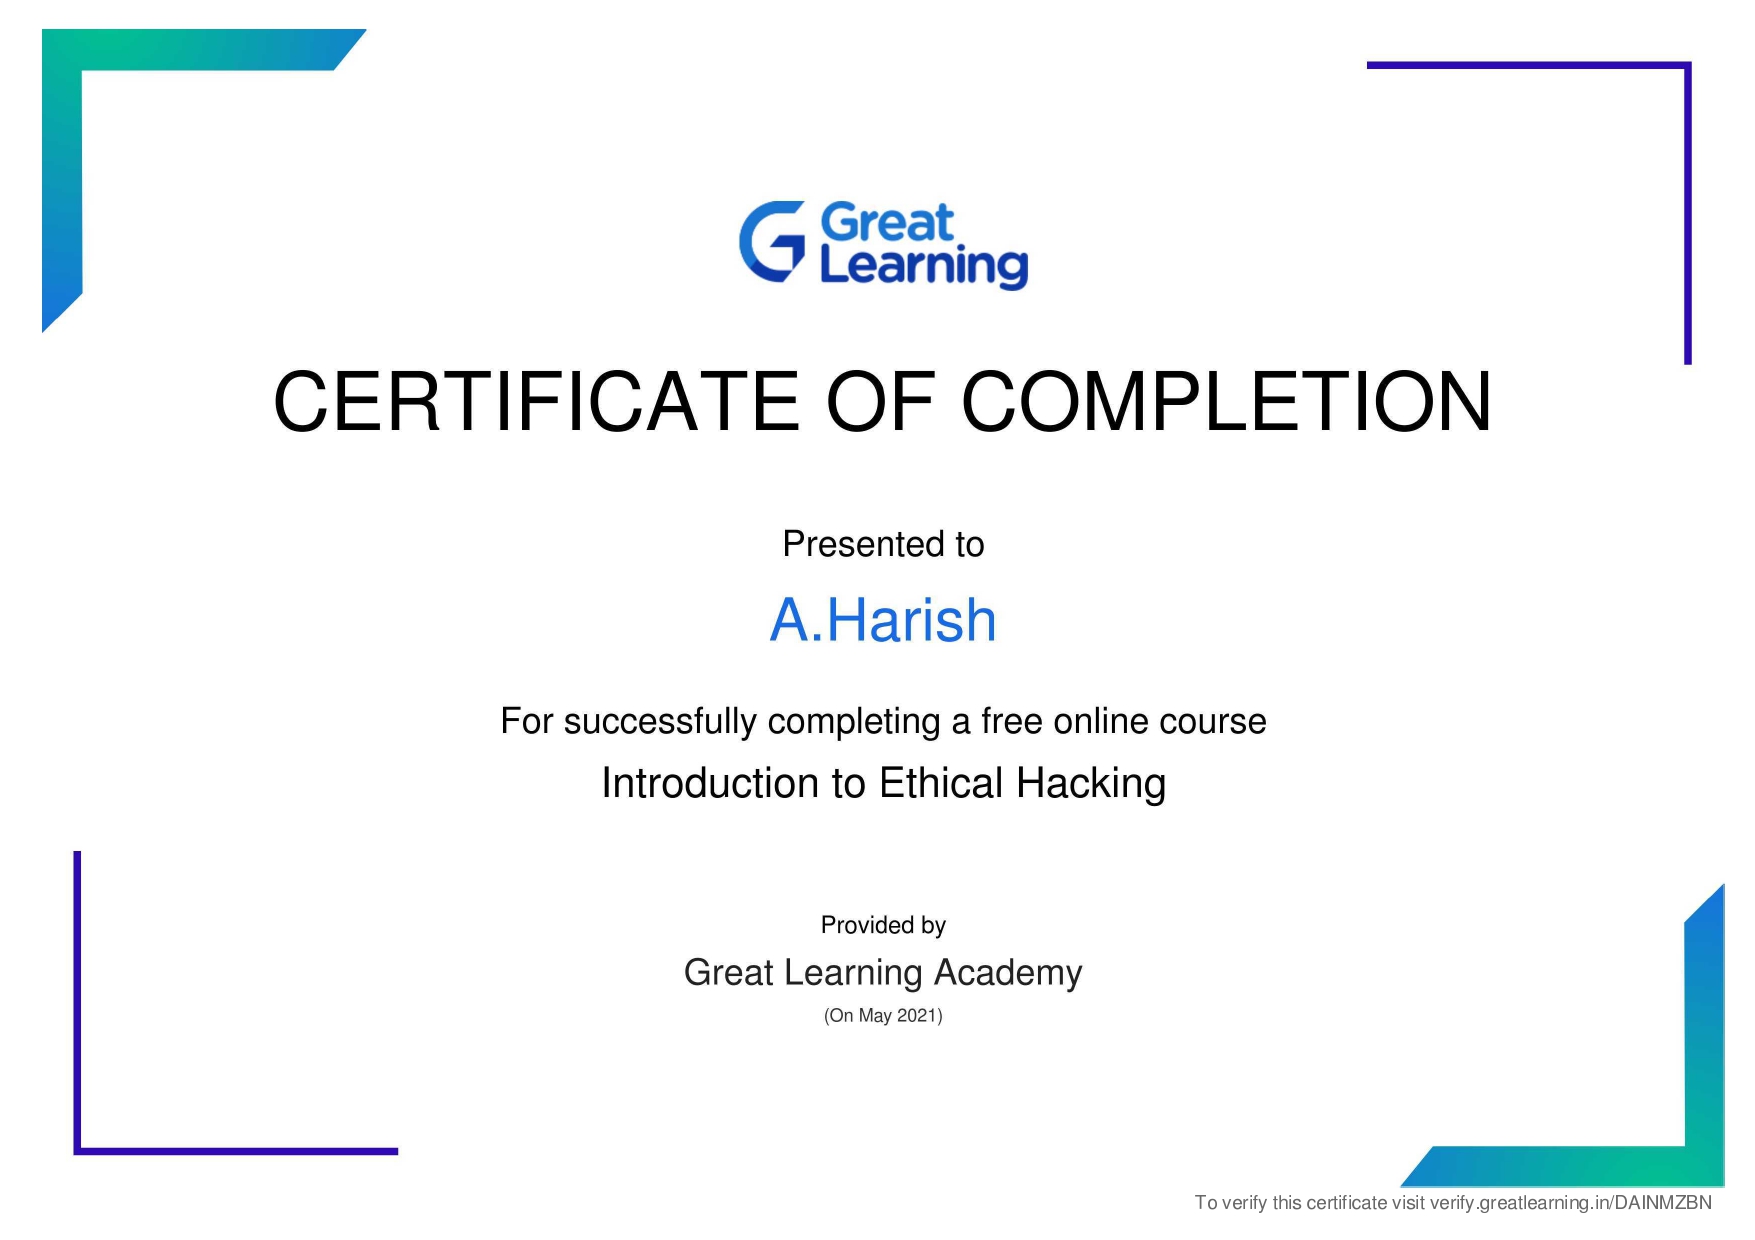 Great
Learning
CERTIFICATE OF COMPLETION
Presented to
A.Harish
For successfully completing a free online course
Introduction to Ethical Hacking
Provided by
Great Learning Academy
(On May 2021)
To verify this certificate visit verify.greatlearning.in/DAINMZBN